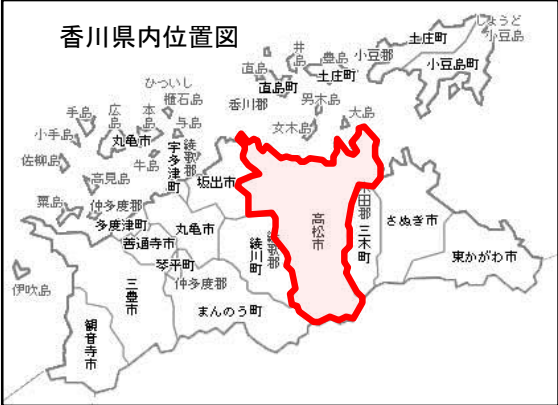 香川県内位置図
しょうど
小豆島
土庄町
小豆郡
小豆島町
井島
豊島
土庄町
直島
直島町
香川郡
男木島
女木島
大島
ひついし
櫃石島
与島
本島
広島
手島
小手島
丸亀市
牛島
佐柳島
高見島
粟島
仲多度郡
多度津町
宇多津町
綾歌郡
坂出市
丸亀市
善通寺市
琴平町
仲多度郡
まんのう町
綾川町
綾歌郡
高松市
木田郡
三木町
さぬき市
東かがわ市
伊吹島
三豊市
観音寺市